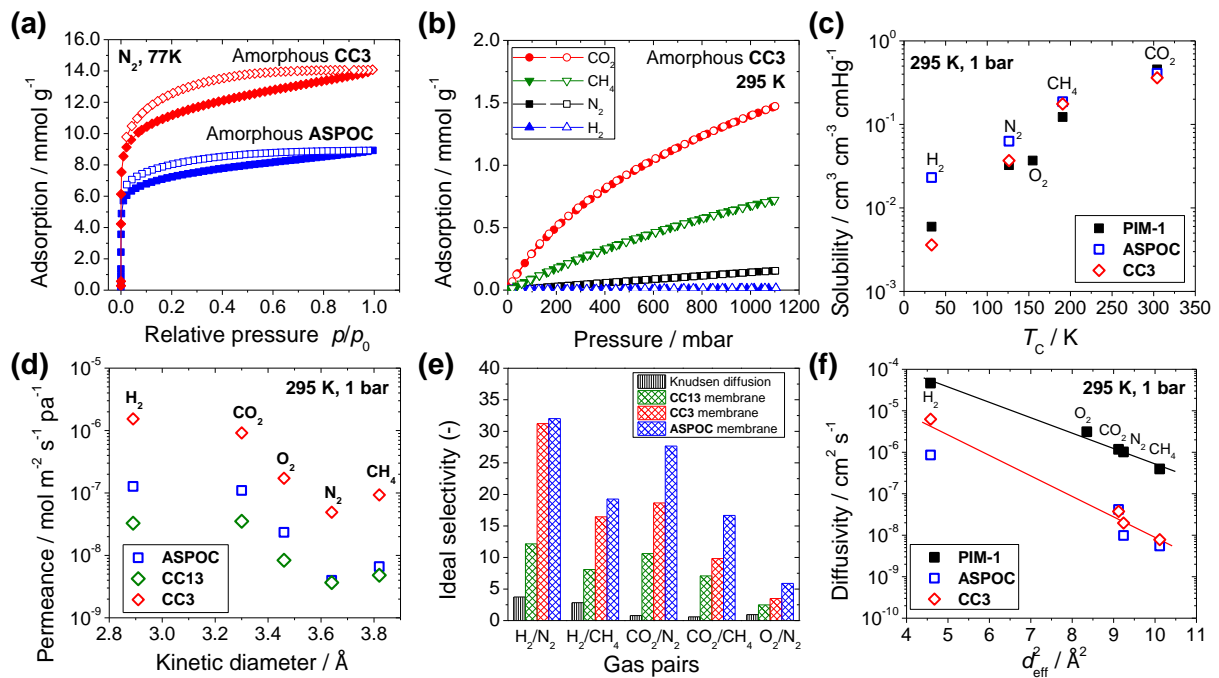 (a)
N₂, 77K
Amorphous CC3
Amorphous ASPOC
16.0
14.0
12.0
10.0
8.0
6.0
4.0
2.0
0.0
0.0 0.2 0.4 0.6 0.8 1.0
Adsorption / mmol g⁻¹
Relative pressure p/p₀
(b)
CO₂
CH₄
N₂
H₂
Amorphous CC3
295 K
2.0
1.5
1.0
0.5
0.0
0 200 400 600 800 1000 1200
Adsorption / mmol g⁻¹
Pressure / mbar
(c)
295 K, 1 bar
CO₂
CH₄
N₂
O₂
H₂
PIM-1
ASPOC
CC3
10⁰
10⁻¹
10⁻²
10⁻³
0 50 100 150 200 250 300 350
Solubility / cm³ cm⁻³ cmHg⁻¹
T_C / K
(d)
295 K, 1 bar
H₂
CO₂
O₂
N₂
CH₄
ASPOC
CC13
CC3
10⁻⁵
10⁻⁶
10⁻⁷
10⁻⁸
10⁻⁹
2.8 3.0 3.2 3.4 3.6 3.8
Permeance / mol m⁻² s⁻¹ pa⁻¹
Kinetic diameter / Å
(e)
Knudsen diffusion
CC13 membrane
CC3 membrane
ASPOC membrane
40
35
30
25
20
15
10
5
0
H₂/N₂ H₂/CH₄ CO₂/N₂ CO₂/CH₄ O₂/N₂
Ideal selectivity (-)
Gas pairs
(f)
295 K, 1 bar
H₂
O₂
CO₂
N₂
CH₄
PIM-1
ASPOC
CC3
10⁻⁴
10⁻⁵
10⁻⁶
10⁻⁷
10⁻⁸
10⁻⁹
10⁻¹⁰
4 5 6 7 8 9 10 11
Diffusivity / cm² s⁻¹
d²eff / Å²